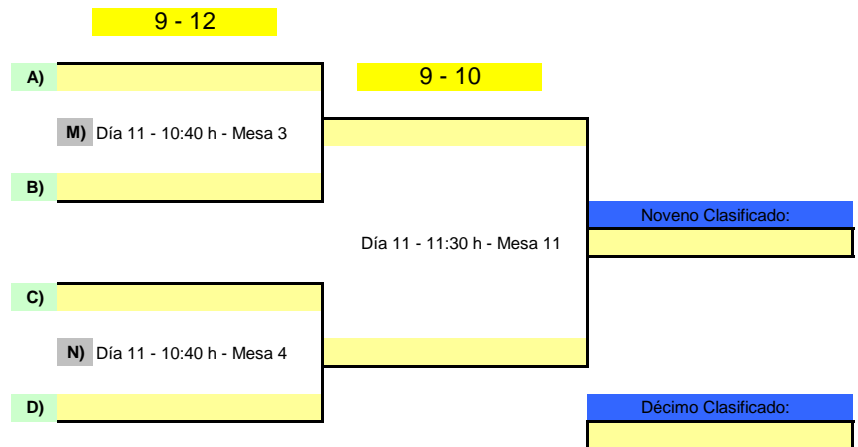 9 - 12
A)
9 - 10
M) Día 11 - 10:40 h - Mesa 3
B)
Noveno Clasificado:
Día 11 - 11:30 h - Mesa 11
C)
N) Día 11 - 10:40 h - Mesa 4
D)
Décimo Clasificado: